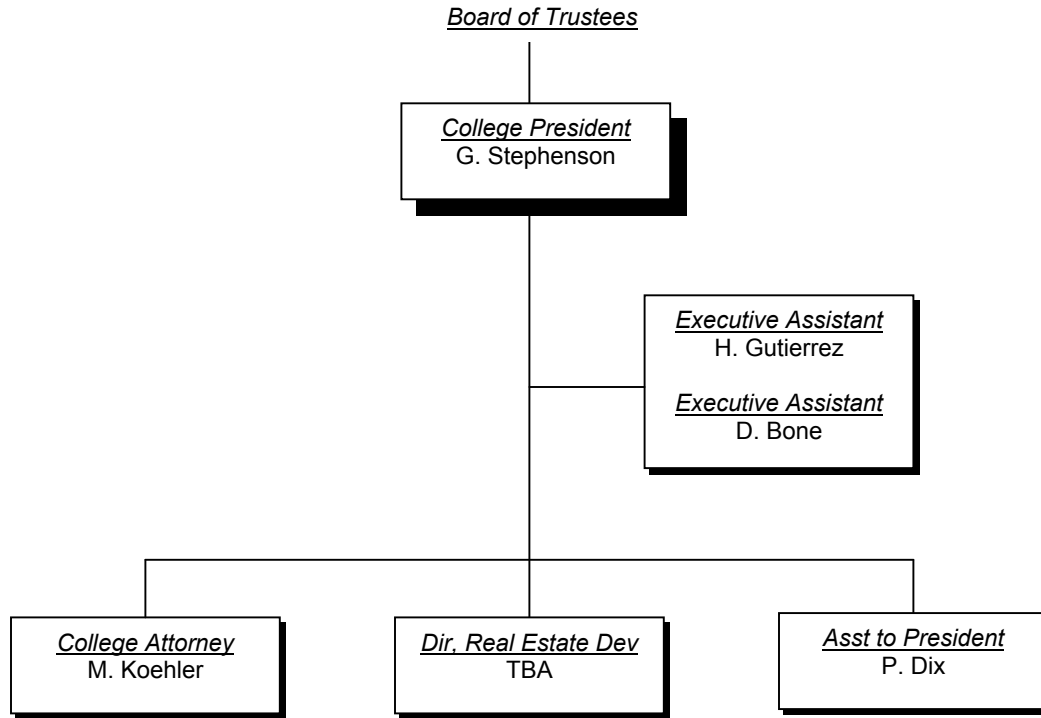 Board of Trustees
College President
G. Stephenson
Executive Assistant
H. Gutierrez
Executive Assistant
D. Bone
College Attorney
M. Koehler
Dir, Real Estate Dev
TBA
Asst to President
P. Dix